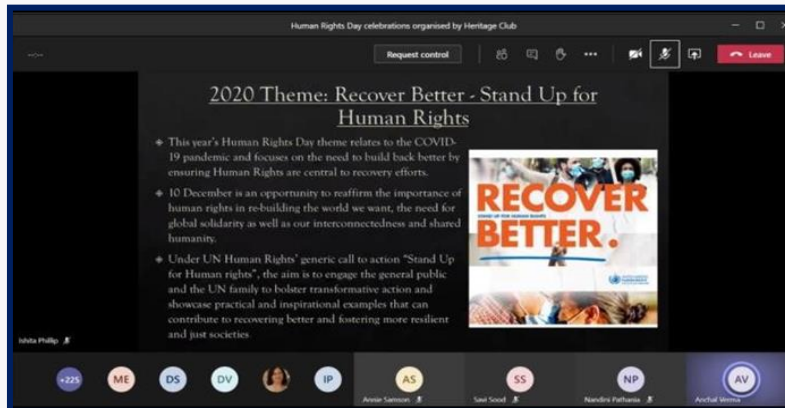 Human Rights Day celebrations organised by Heritage Club
--:--
Request control
Leave
2020 Theme: Recover Better - Stand Up for
Human Rights
This year's Human Rights Day theme relates to the COVID-
19 pandemic and focuses on the need to build back better by
ensuring Human Rights are central to recovery efforts.
10 December is an opportunity to reaffirm the importance of
human rights in re-building the world we want, the need for
global solidarity as well as our interconnectedness and shared
humanity.
Under UN Human Rights' generic call to action “Stand Up
for Human rights”, the aim is to engage the general public
and the UN family to bolster transformative action and
showcase practical and inspirational examples that can
contribute to recovering better and fostering more resilient
and just societies
RECOVER
STAND UP FOR HUMAN RIGHTS
BETTER.
Ishita Phillip
+225
ME
DS
DV
IP
AS
SS
NP
AV
Annie Samson
Savi Sood
Nandini Pathania
Anchal Verma